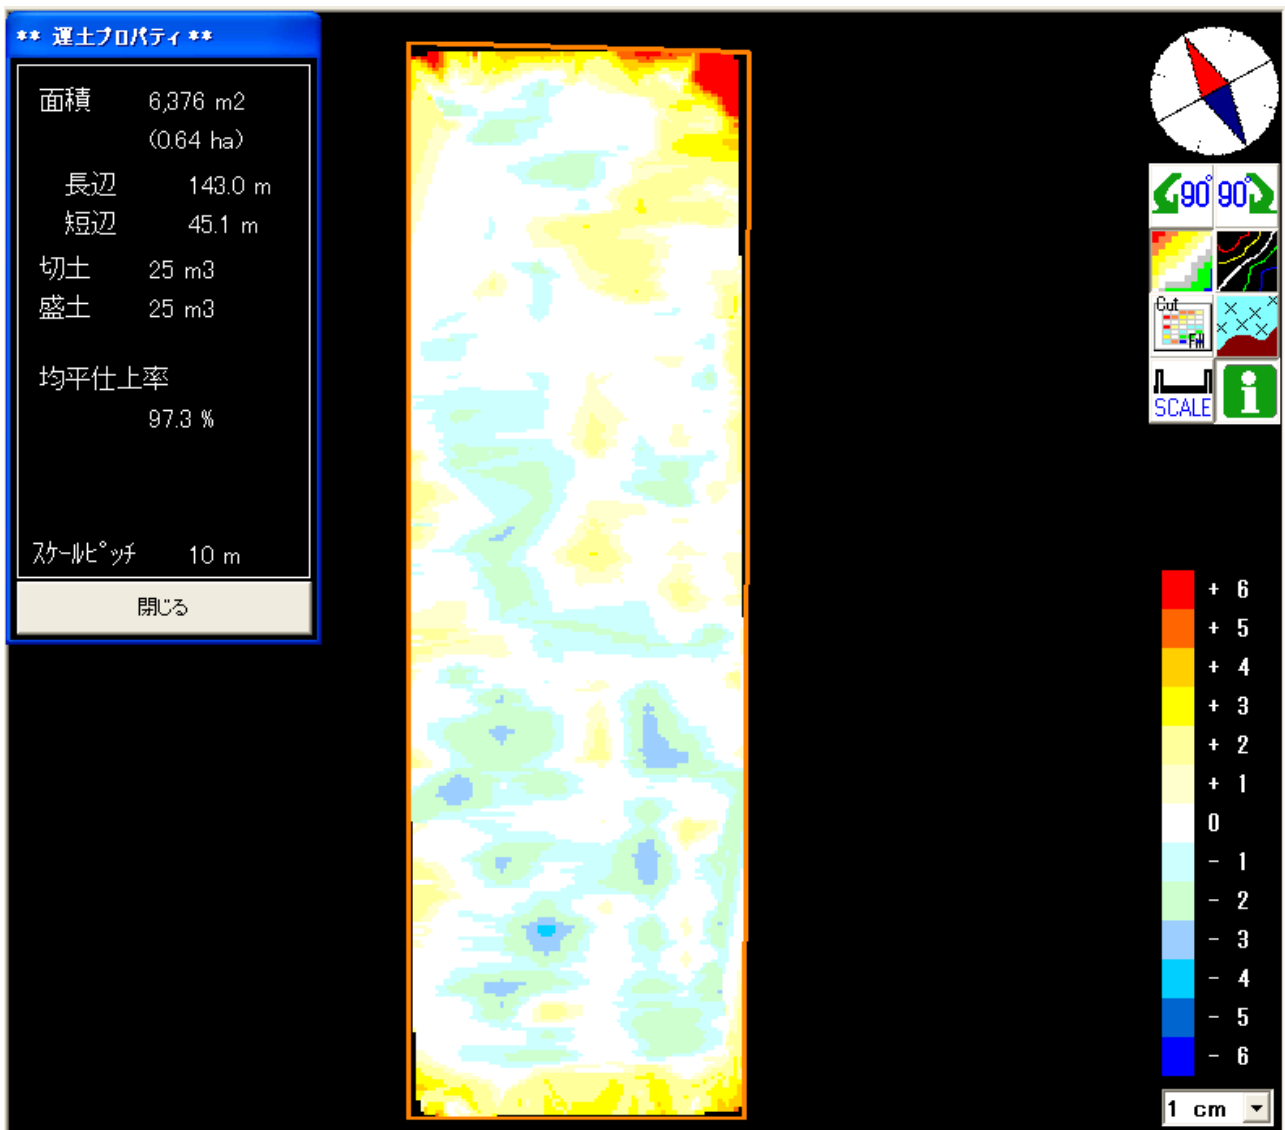 ** 運土プロパティ **
面積 6,376 m2
(0.64 ha)
長辺 143.0 m
短辺 45.1 m
切土 25 m3
盛土 25 m3
均平仕上率
97.3 %
スケールピッチ 10 m
閉じる
90°
90°
Cut
Fill
SCALE
i
+ 6
+ 5
+ 4
+ 3
+ 2
+ 1
0
- 1
- 2
- 3
- 4
- 5
- 6
1 cm